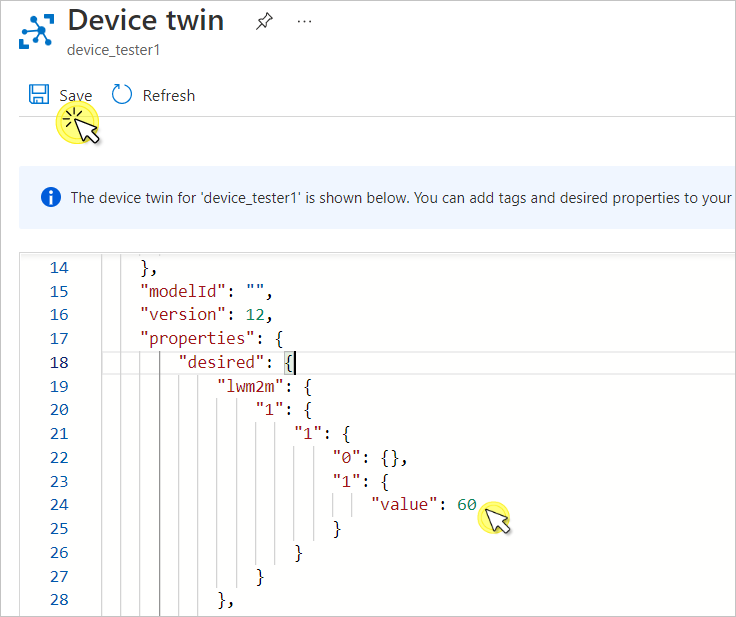 Device twin
device_tester1
Save Refresh
The device twin for 'device_tester1' is shown below. You can add tags and desired properties to your
14 },
15 "modelId": "",
16 "version": 12,
17 "properties": {
18 "desired": {
19 "lwm2m": {
20 "1": {
21 "1": {
22 "0": {},
23 "1": {
24 "value": 60
25 }
26 }
27 }
28 },